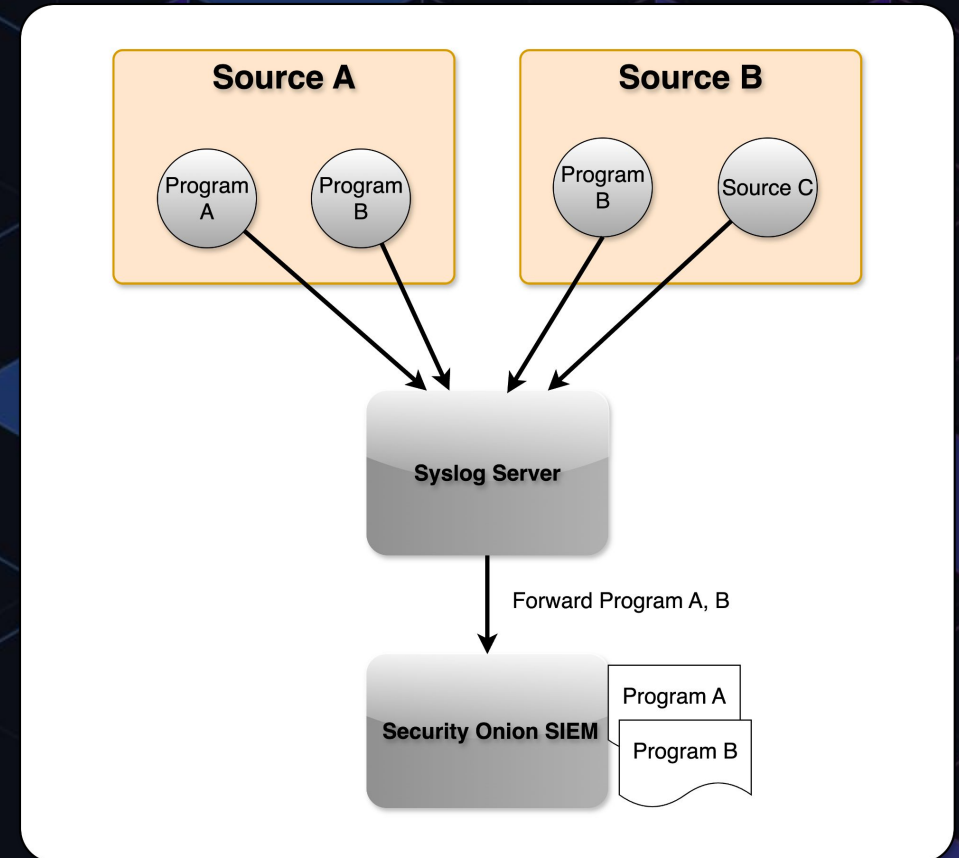 Source A
Source B
Program
A
Program
B
Program
B
Source C
Syslog Server
Forward Program A, B
Security Onion SIEM
Program A
Program B